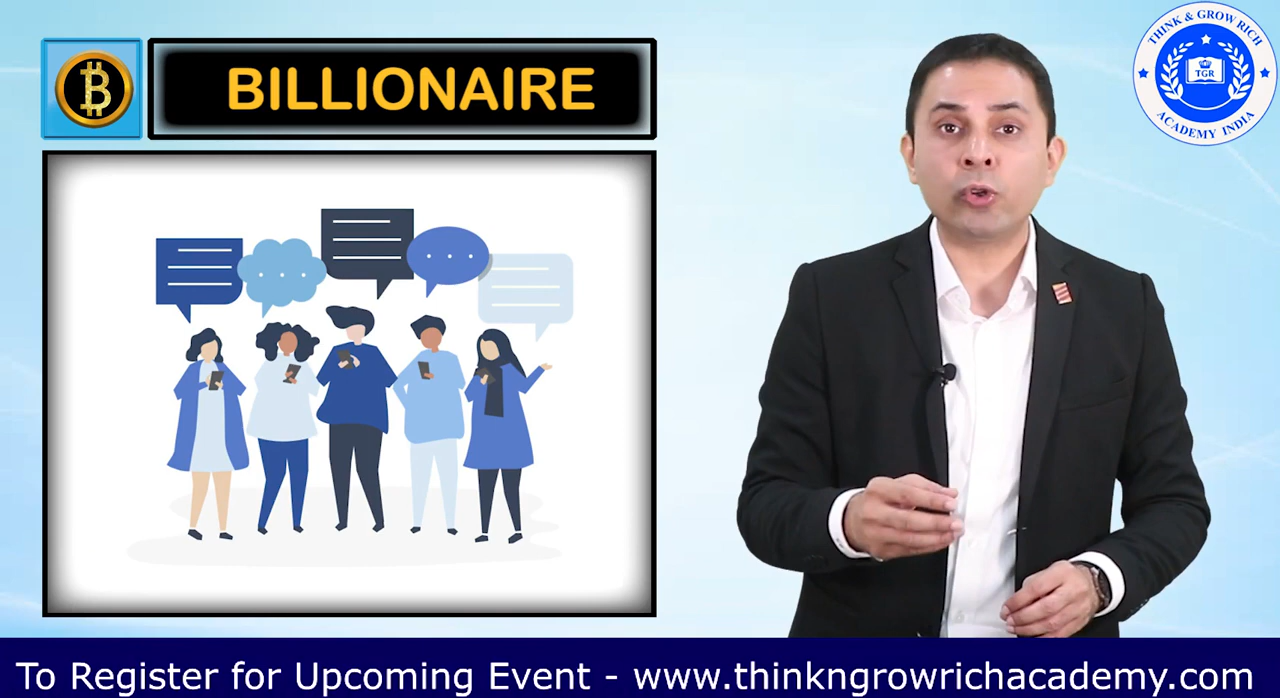 BILLIONAIRE
THINK & GROW RICH
TGR
ACADEMY INDIA
To Register for Upcoming Event - www.thinkngrowrichacademy.com